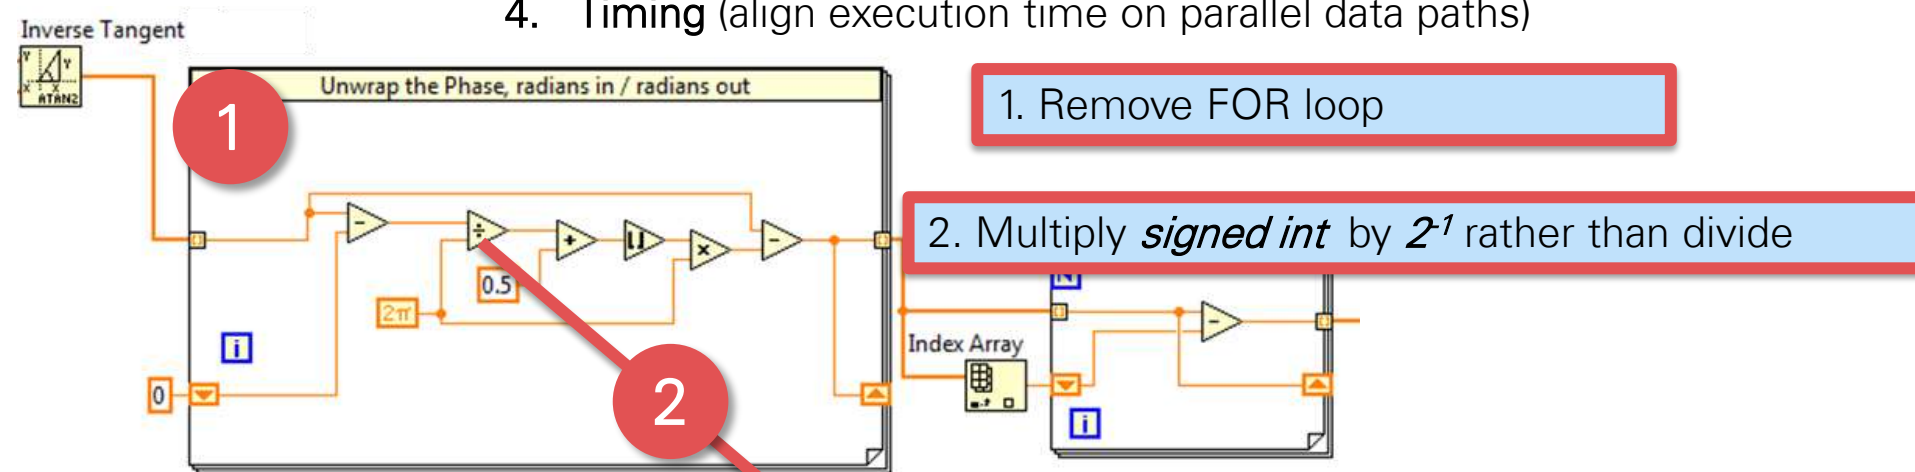 4. Timing (align execution time on parallel data paths)
Inverse Tangent
Y Y
X X
ATAN2
Unwrap the Phase, radians in / radians out
1
1. Remove FOR loop
2. Multiply signed int by 2-1 rather than divide
- ÷ + × -
0.5
2π
N
-
i
Index Array
0
2
i